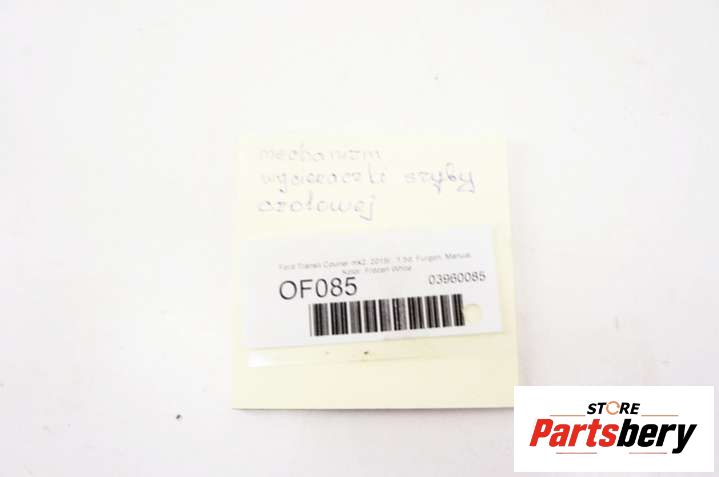 mechanizm
wycieraczki szyby
czołowej
Ford Transit Courier mk2, 2019r., 1.5d, Furgon, Manual
Kolor: Frozen White
OF085
03960085
STORE
Partsbery